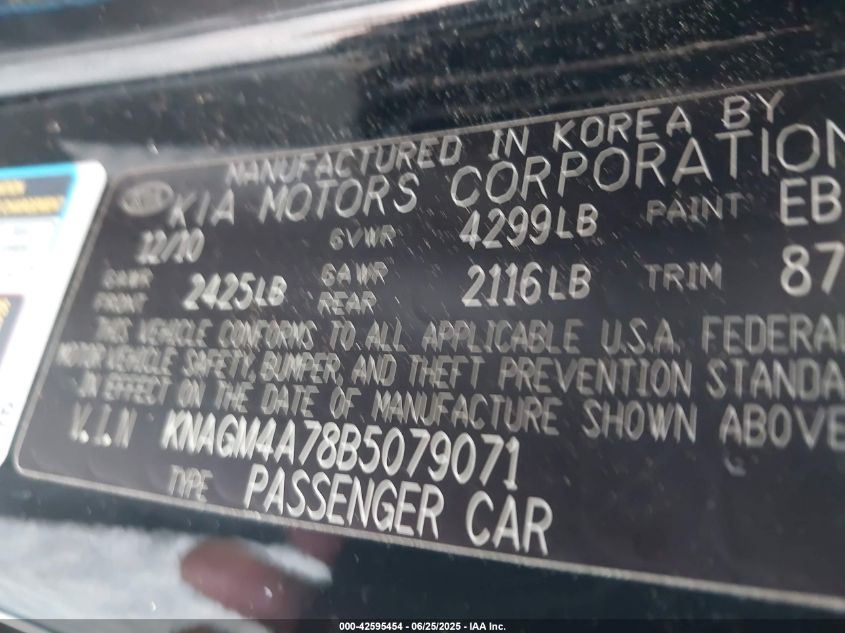 MANUFACTURED IN KOREA BY
KIA MOTORS CORPORATION
12/10 GVWR 4299LB PAINT EB
GAWR FRONT 2425LB GAWR REAR 2116LB TRIM 87
THIS VEHICLE CONFORMS TO ALL APPLICABLE U.S.A. FEDERAL
MOTOR VEHICLE SAFETY, BUMPER, AND THEFT PREVENTION STANDA
IN EFFECT ON THE DATE OF MANUFACTURE SHOWN ABOVE
V.I.N KNAGM4A78B5079071
TYPE PASSENGER CAR
000-42595454 - 06/25/2025 - IAA Inc.